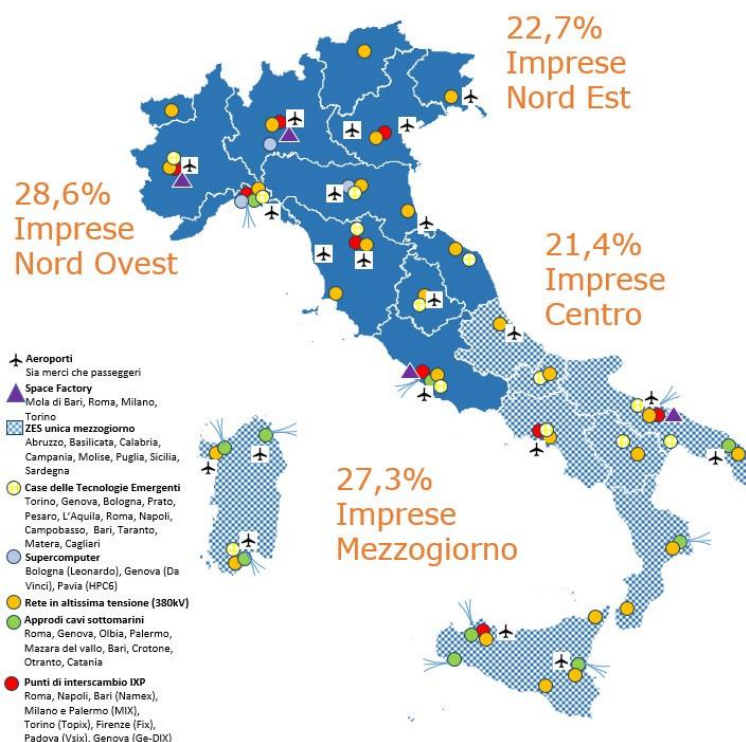 22,7%
Imprese
Nord Est
28,6%
Imprese
Nord Ovest
21,4%
Imprese
Centro
27,3%
Imprese
Mezzogiorno
Aeroporti
Sia merci che passeggeri
Space Factory
Mola di Bari, Roma, Milano,
Torino
ZES unica mezzogiorno
Abruzzo, Basilicata, Calabria,
Campania, Molise, Puglia, Sicilia,
Sardegna
Case delle Tecnologie Emergenti
Torino, Genova, Bologna, Prato,
Pesaro, L'Aquila, Roma, Napoli,
Campobasso, Bari, Taranto,
Matera, Cagliari
Supercomputer
Bologna (Leonardo), Genova (Da
Vinci), Pavia (HPC6)
Rete in altissima tensione (380kV)
Approdi cavi sottomarini
Roma, Genova, Olbia, Palermo,
Mazara del vallo, Bari, Crotone,
Otranto, Catania
Punti di interscambio IXP
Roma, Napoli, Bari (Namex),
Milano e Palermo (MIX),
Torino (Topix), Firenze (Fix),
Padova (Vsix), Genova (Ge-DIX)